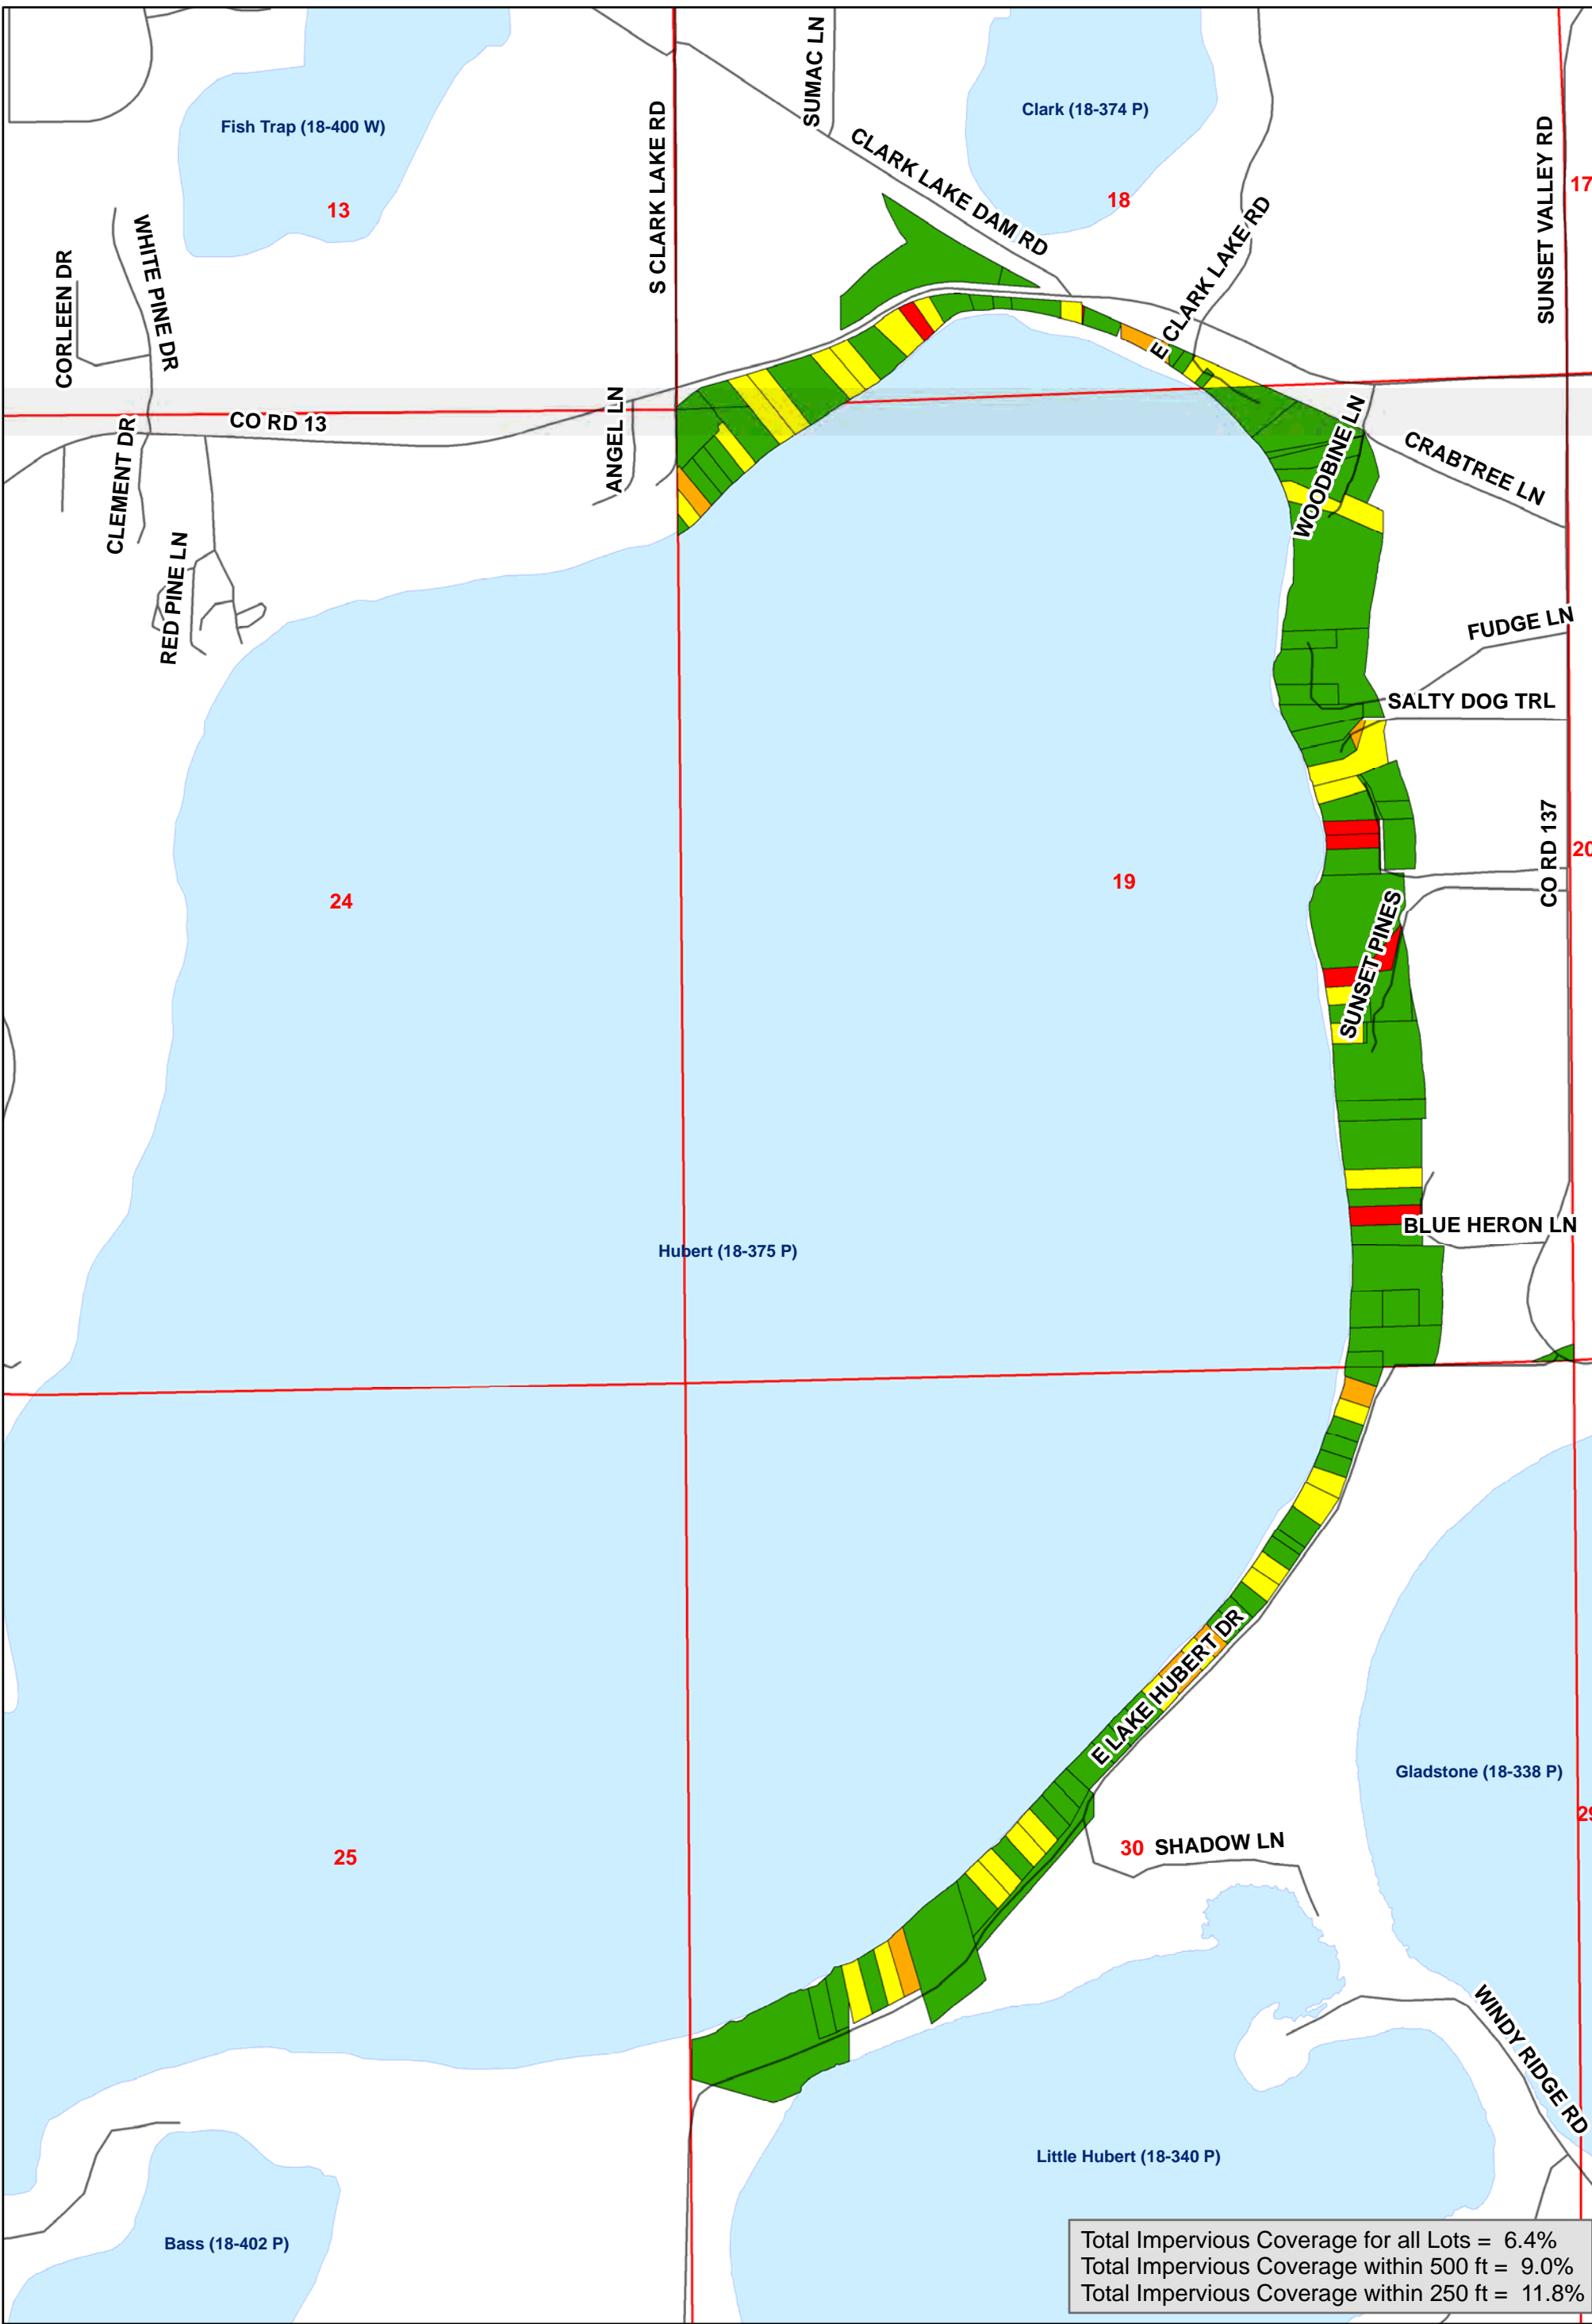 SUMAC LN
Fish Trap (18-400 W)
S CLARK LAKE RD
CLARK LAKE DAM RD
Clark (18-374 P)
SUNSET VALLEY RD
13
18
17
CORLEEN DR
WHITE PINE DR
E CLARK LAKE RD
CO RD 13
CLEMENT DR
ANGEL LN
WOODBINE LN
CRABTREE LN
RED PINE LN
FUDGE LN
SALTY DOG TRL
CO RD 137
24
19
20
SUNSET PINES
Hubert (18-375 P)
BLUE HERON LN
E LAKE HUBERT DR
Gladstone (18-338 P)
25
30
SHADOW LN
29
WINDY RIDGE RD
Little Hubert (18-340 P)
Bass (18-402 P)
Total Impervious Coverage for all Lots = 6.4%
Total Impervious Coverage within 500 ft = 9.0%
Total Impervious Coverage within 250 ft = 11.8%